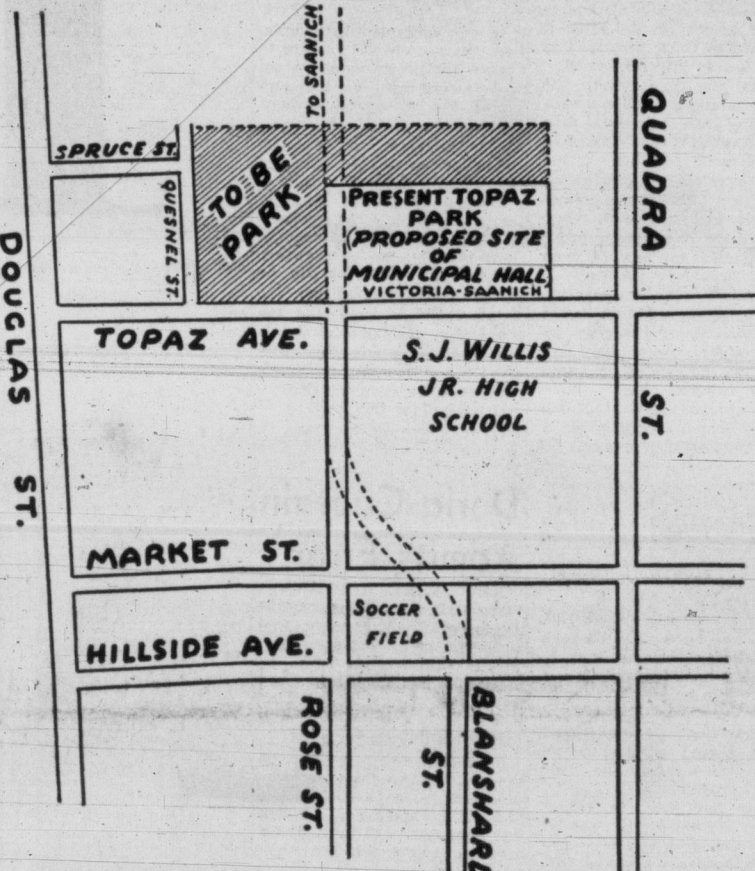 TO SAANICH
QUADRA ST.
SPRUCE ST.
QUESNEL ST.
TO BE
PARK
PRESENT TOPAZ
PARK
(PROPOSED SITE
OF
MUNICIPAL HALL)
VICTORIA-SAANICH
DOUGLAS ST.
TOPAZ AVE.
S.J. WILLIS
JR. HIGH
SCHOOL
MARKET ST.
SOCCER
FIELD
HILLSIDE AVE.
ROSE ST.
BLANSHARD
ST.